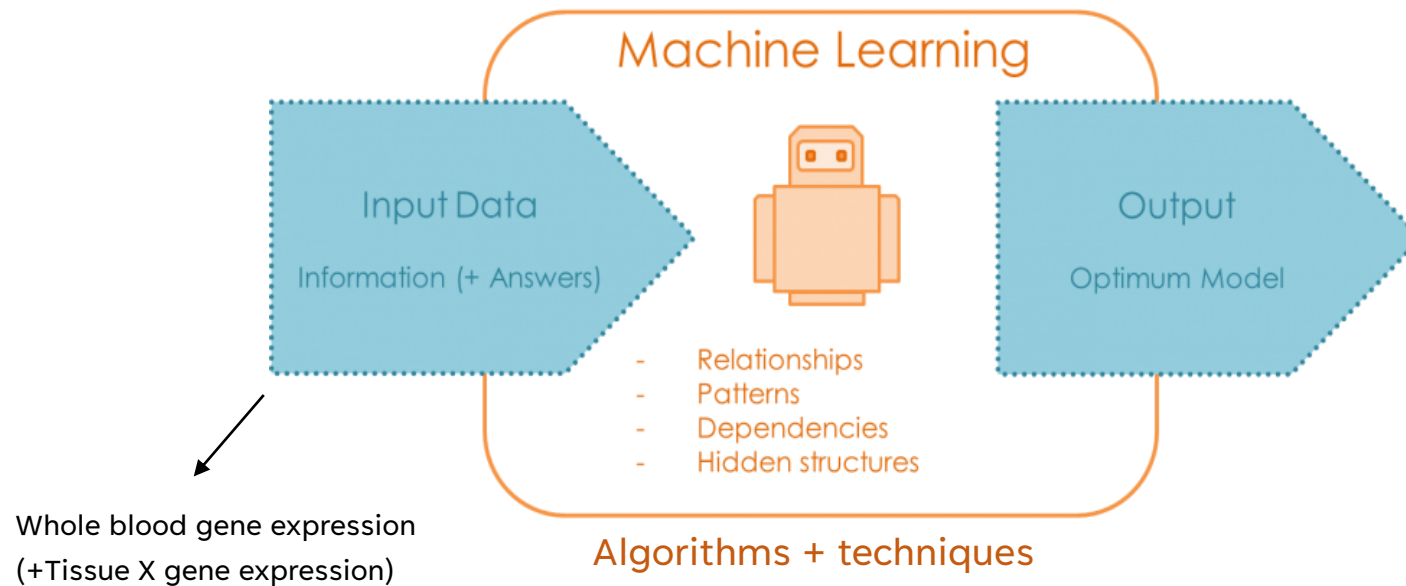 Machine Learning
Input Data
Information (+ Answers)
Output
Optimum Model
- Relationships
- Patterns
- Dependencies
- Hidden structures
Whole blood gene expression
(+Tissue X gene expression)
Algorithms + techniques